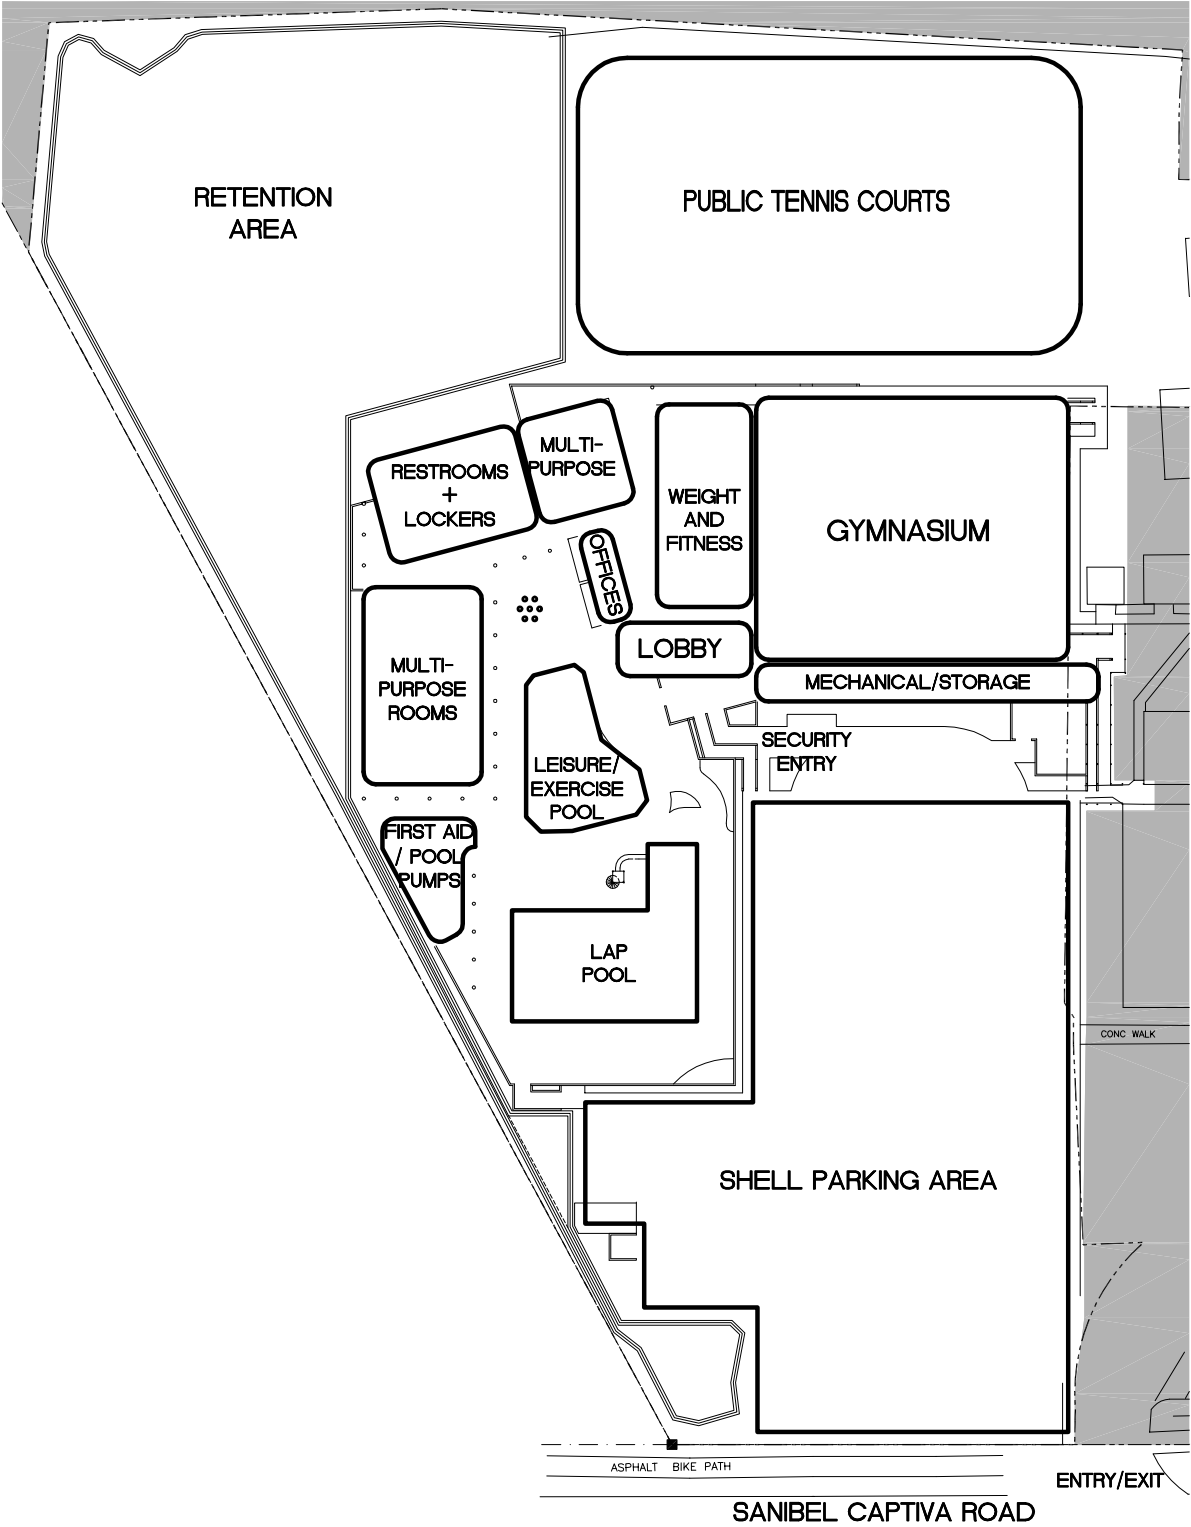 RETENTION
AREA
PUBLIC TENNIS COURTS
MULTI-
PURPOSE
RESTROOMS
+
LOCKERS
WEIGHT
AND
FITNESS
GYMNASIUM
OFFICES
LOBBY
MECHANICAL/STORAGE
MULTI-
PURPOSE
ROOMS
SECURITY
ENTRY
LEISURE/
EXERCISE
POOL
FIRST AID
/ POOL
PUMPS
LAP
POOL
CONC WALK
SHELL PARKING AREA
ASPHALT BIKE PATH
ENTRY/EXIT
SANIBEL CAPTIVA ROAD